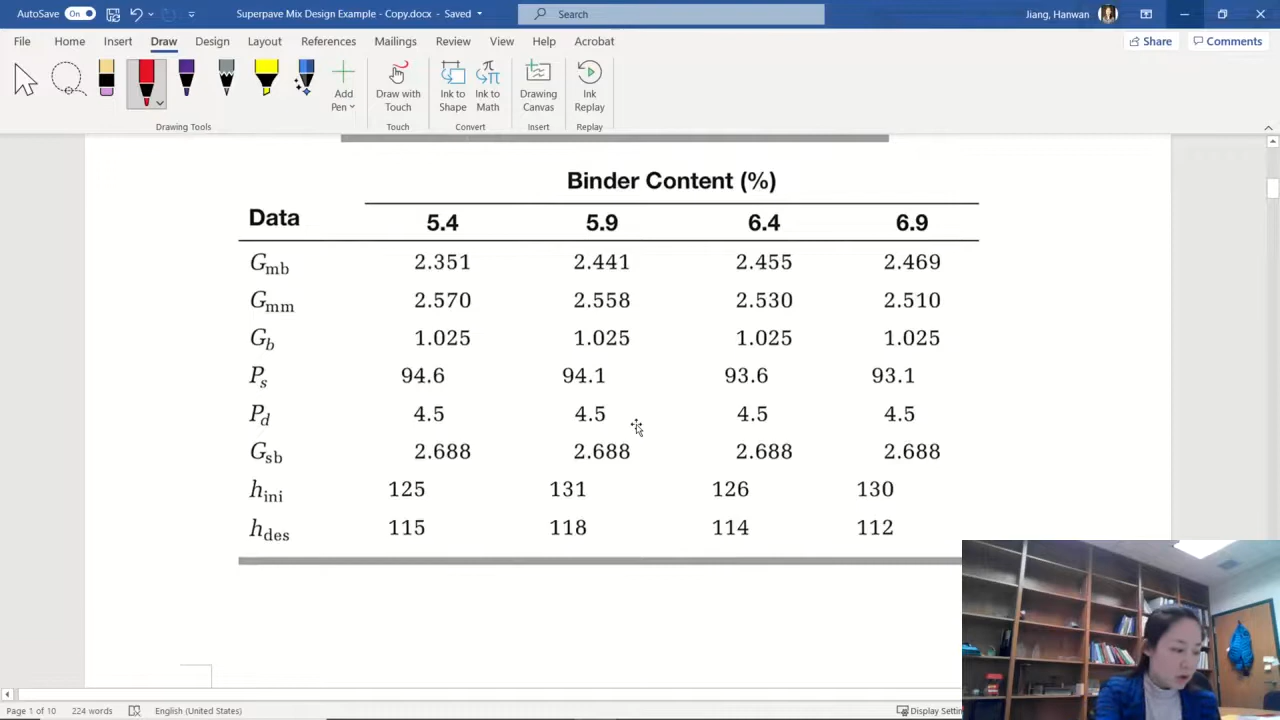 AutoSave On Superpave Mix Design Example - Copy.docx - Saved Search Jiang, Hanwan
File Home Insert Draw Design Layout References Mailings Review View Help Acrobat Share Comments
Add Pen
Draw with Touch
Ink to Shape
Ink to Math
Drawing Canvas
Ink Replay
Drawing Tools Touch Convert Insert Replay
Binder Content (%)
Data 5.4 5.9 6.4 6.9
Gmb 2.351 2.441 2.455 2.469
Gmm 2.570 2.558 2.530 2.510
Gb 1.025 1.025 1.025 1.025
Ps 94.6 94.1 93.6 93.1
Pd 4.5 4.5 4.5 4.5
Gsb 2.688 2.688 2.688 2.688
hini 125 131 126 130
hdes 115 118 114 112
Page 1 of 10 224 words English (United States) Display Settin